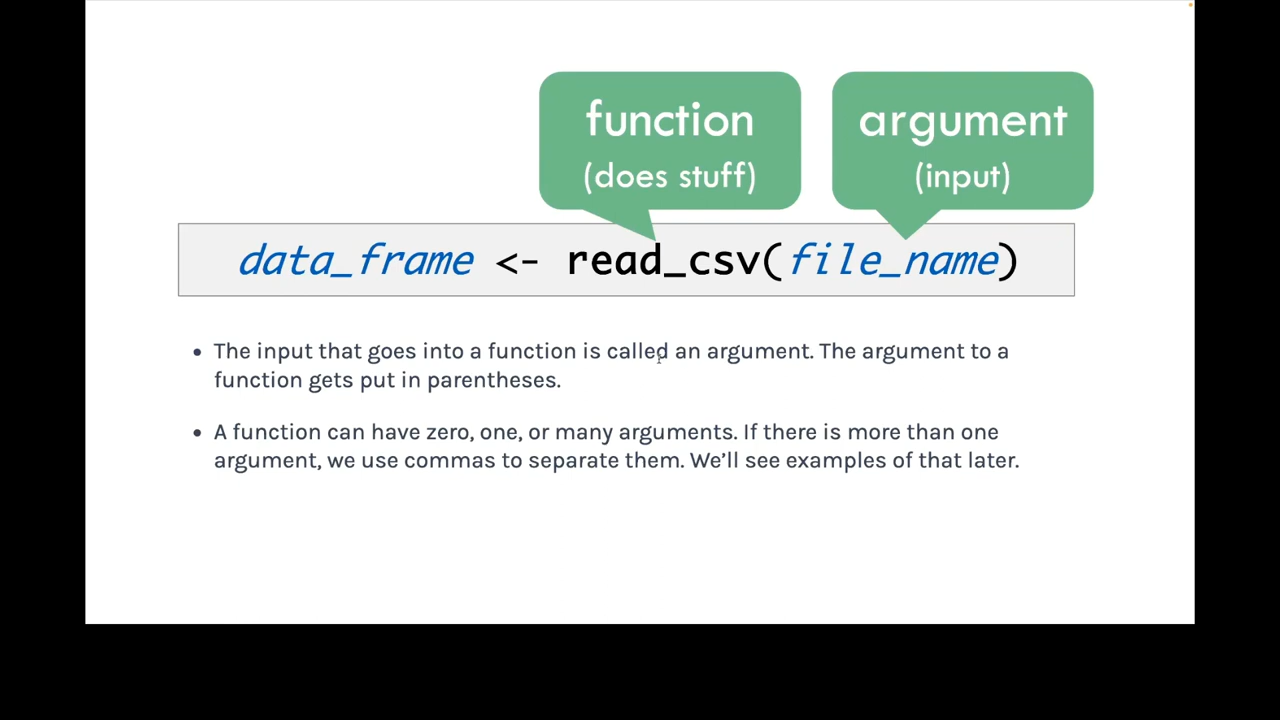 function
(does stuff)
argument
(input)
data_frame <- read_csv(file_name)
• The input that goes into a function is called an argument. The argument to a
function gets put in parentheses.
• A function can have zero, one, or many arguments. If there is more than one
argument, we use commas to separate them. We’ll see examples of that later.